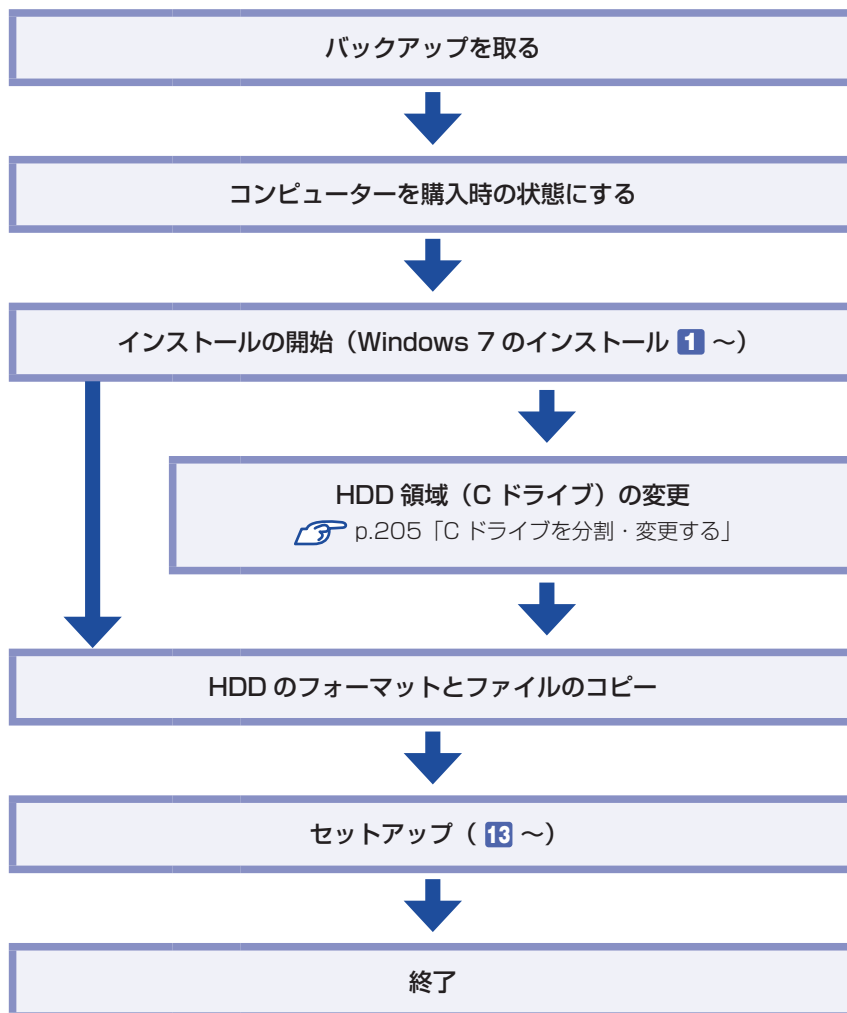 バックアップを取る
コンピューターを購入時の状態にする
インストールの開始（Windows 7 のインストール 1 ～）
HDD 領域（C ドライブ）の変更
p.205「C ドライブを分割・変更する」
HDD のフォーマットとファイルのコピー
セットアップ（ 13 ～）
終了